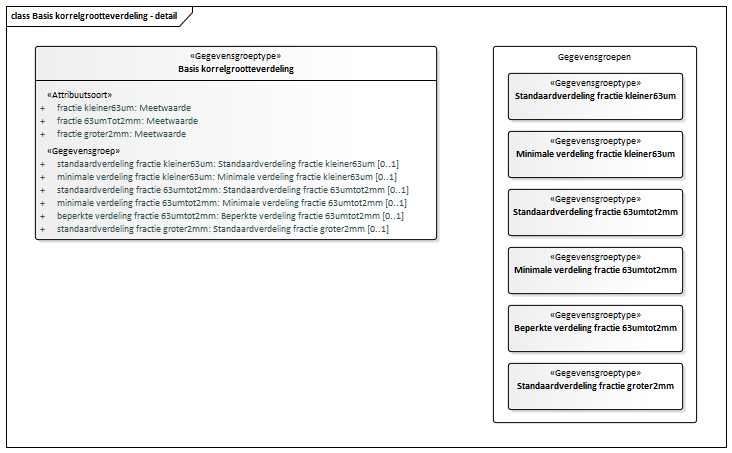 class Basis korrelgrootteverdeling - detail
«Gegevensgroeptype»
Basis korrelgrootteverdeling
«Attribuutsoort»
+ fractie kleiner63um: Meetwaarde
+ fractie 63umTot2mm: Meetwaarde
+ fractie groter2mm: Meetwaarde
«Gegevensgroep»
+ standaardverdeling fractie kleiner63um: Standaardverdeling fractie kleiner63um [0..1]
+ minimale verdeling fractie kleiner63um: Minimale verdeling fractie kleiner63um [0..1]
+ standaardverdeling fractie 63umtot2mm: Standaardverdeling fractie 63umtot2mm [0..1]
+ minimale verdeling fractie 63umtot2mm: Minimale verdeling fractie 63umtot2mm [0..1]
+ beperkte verdeling fractie 63umtot2mm: Beperkte verdeling fractie 63umtot2mm [0..1]
+ standaardverdeling fractie groter2mm: Standaardverdeling fractie groter2mm [0..1]
Gegevensgroepen
«Gegevensgroeptype»
Standaardverdeling fractie kleiner63um
«Gegevensgroeptype»
Minimale verdeling fractie kleiner63um
«Gegevensgroeptype»
Standaardverdeling fractie 63umtot2mm
«Gegevensgroeptype»
Minimale verdeling fractie 63umtot2mm
«Gegevensgroeptype»
Beperkte verdeling fractie 63umtot2mm
«Gegevensgroeptype»
Standaardverdeling fractie groter2mm